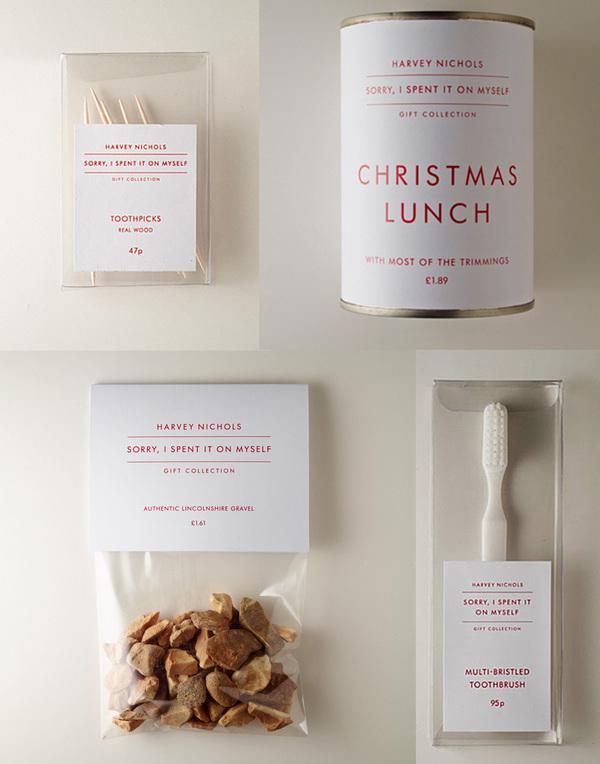 HARVEY NICHOLS
SORRY, I SPENT IT ON MYSELF
GIFT COLLECTION
TOOTHPICKS
REAL WOOD
47p
HARVEY NICHOLS
SORRY, I SPENT IT ON MYSELF
GIFT COLLECTION
CHRISTMAS
LUNCH
WITH MOST OF THE TRIMMINGS
£1.89
HARVEY NICHOLS
SORRY, I SPENT IT ON MYSELF
GIFT COLLECTION
AUTHENTIC LINCOLNSHIRE GRAVEL
£1.61
HARVEY NICHOLS
SORRY, I SPENT IT
ON MYSELF
GIFT COLLECTION
MULTI-BRISTLED
TOOTHBRUSH
95p